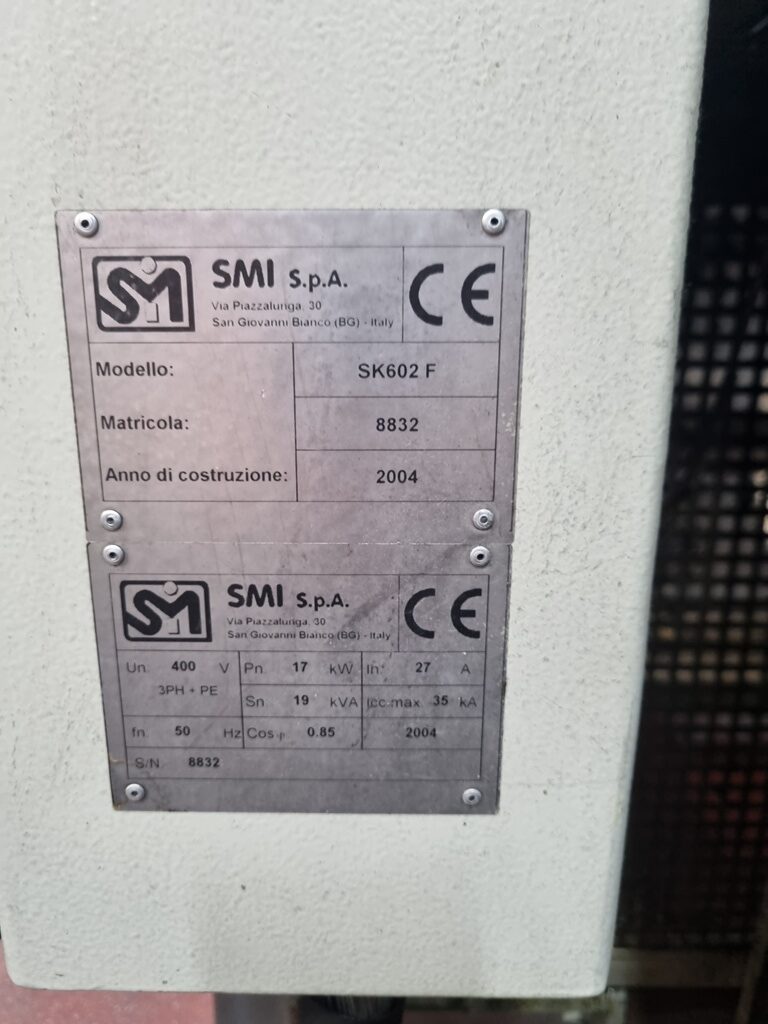 SMI S.p.A.
Via Piazzalunga, 30
San Giovanni Bianco (BG) - Italy
CE
Modello: SK602 F
Matricola: 8832
Anno di costruzione: 2004
SMI S.p.A.
Via Piazzalunga, 30
San Giovanni Bianco (BG) - Italy
CE
Un 400 V Pn 17 kW In: 27 A
3PH + PE
Sn 19 kVA Icc max 35 kA
fn 50 Hz Cos φ 0.85 2004
S/N 8832